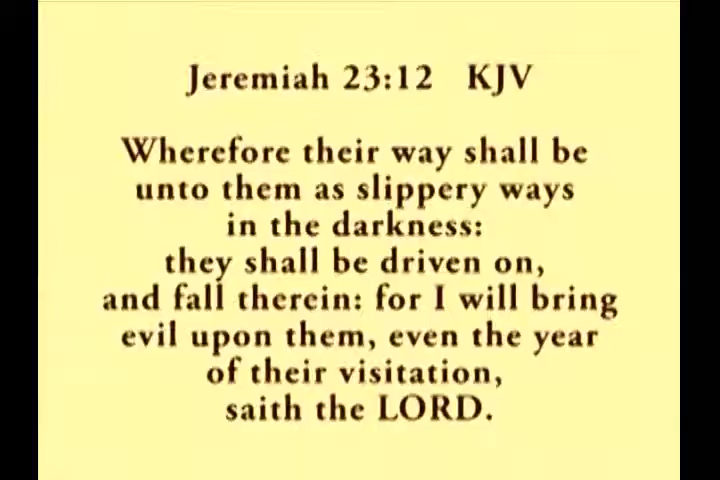 Jeremiah 23:12 KJV
Wherefore their way shall be
unto them as slippery ways
in the darkness:
they shall be driven on,
and fall therein: for I will bring
evil upon them, even the year
of their visitation,
saith the LORD.